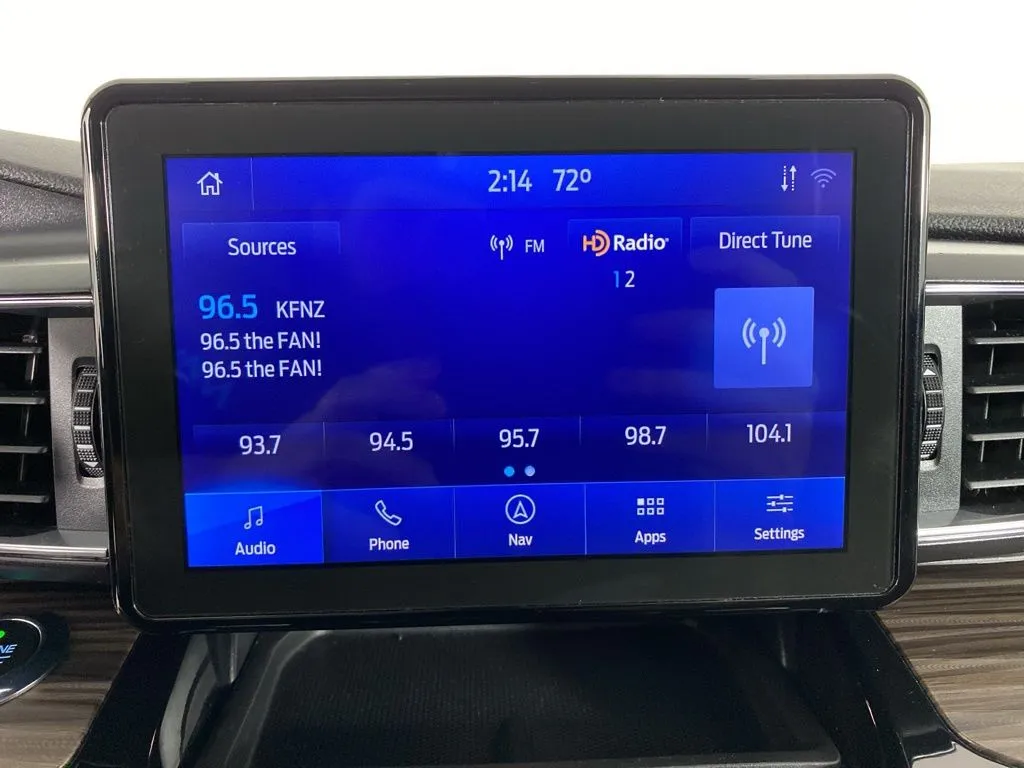 2:14 72º
Sources FM HD Radio Direct Tune
1 2
96.5 KFNZ
96.5 the FAN!
96.5 the FAN!
93.7 94.5 95.7 98.7 104.1
Audio Phone Nav Apps Settings